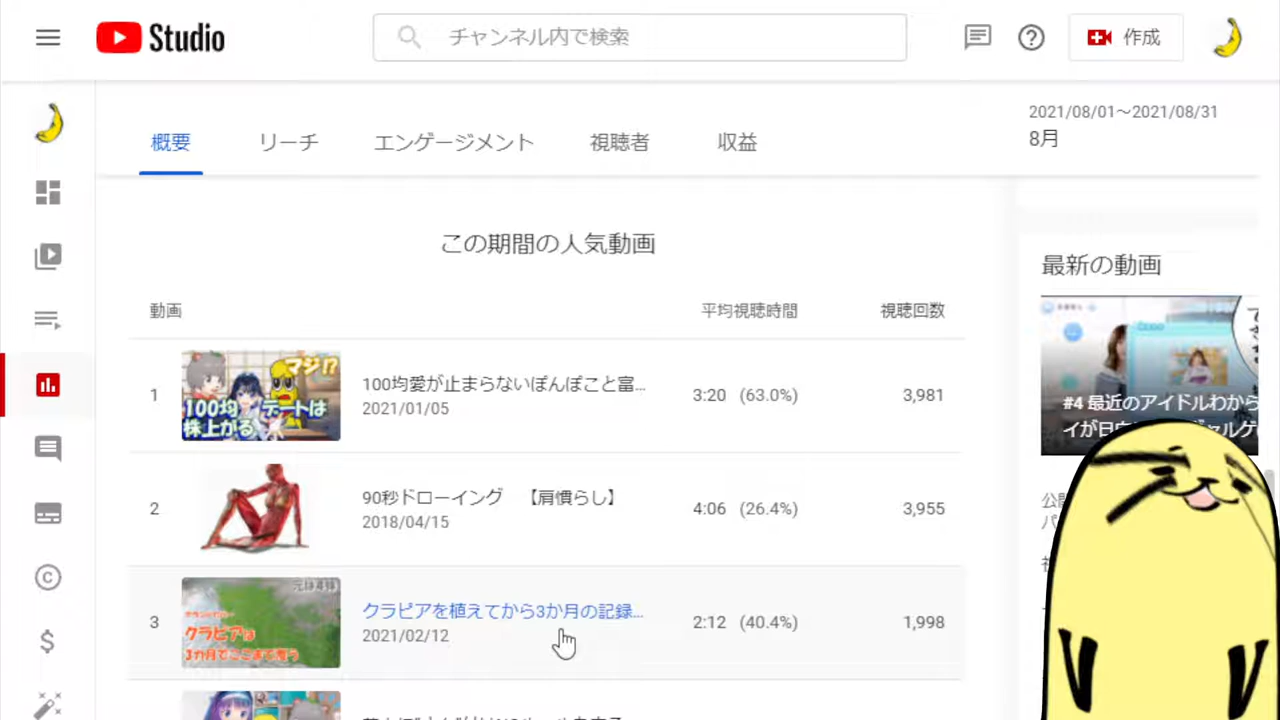 Studio
チャンネル内で検索
作成
概要
リーチ
エンゲージメント
視聴者
収益
2021/08/01～2021/08/31
8月
この期間の人気動画
動画
平均視聴時間
視聴回数
1
マジ!?
100均 デートは
株上がる
100均愛が止まらないぽんぽこと富...
2021/01/05
3:20 (63.0%)
3,981
2
90秒ドローイング 【肩慣らし】
2018/04/15
4:06 (26.4%)
3,955
3
クラピアは
3か月でここまで覆う
クラピアを植えてから3か月の記録...
2021/02/12
2:12 (40.4%)
1,998
最新の動画
#4 最近のアイドルわから